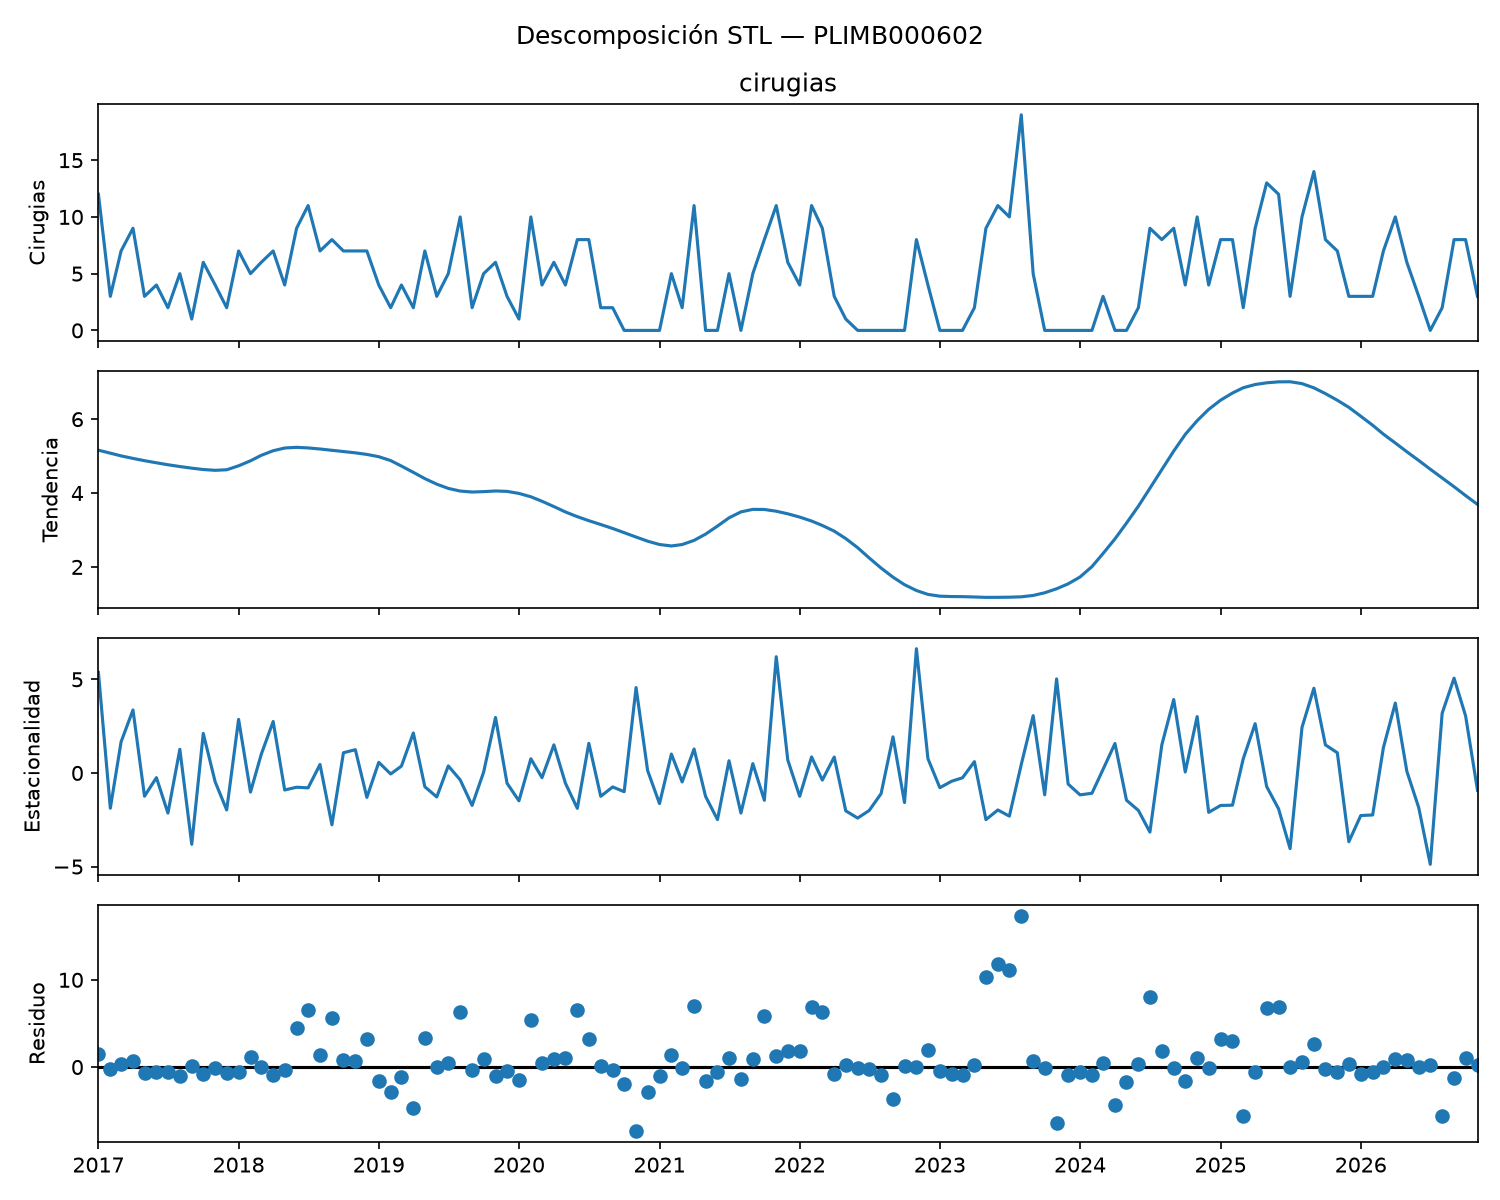 Descomposición STL — PLIMB000602
cirugias
Cirugias
15
10
5
0
Tendencia
6
4
2
Estacionalidad
5
0
−5
Residuo
10
0
2017 2018 2019 2020 2021 2022 2023 2024 2025 2026